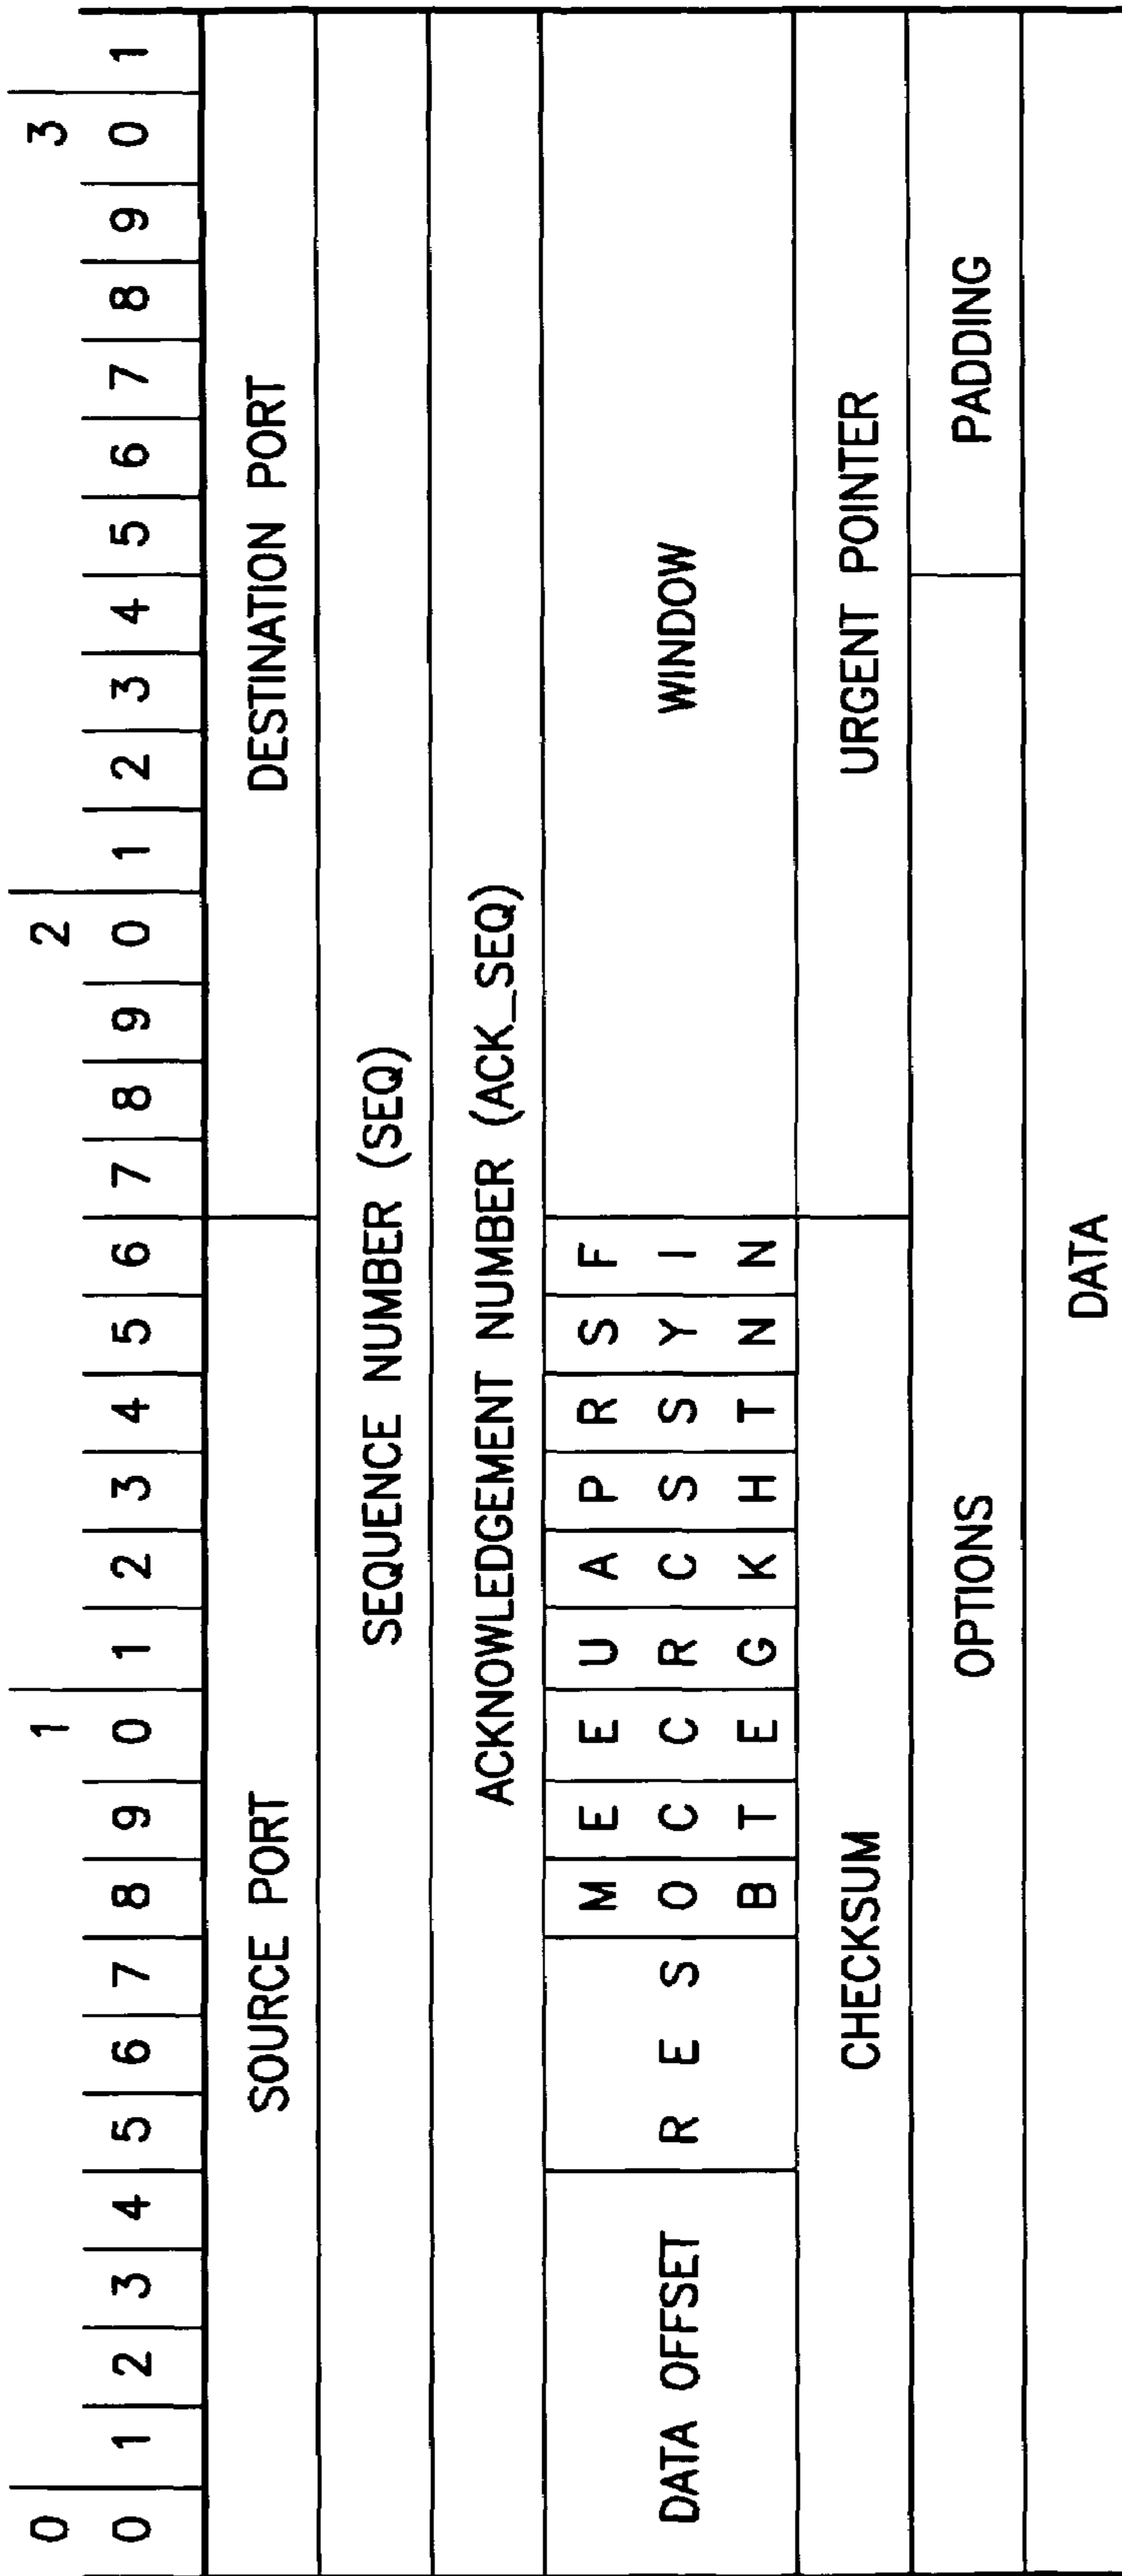 0 1 2 3
0 1 2 3 4 5 6 7 8 9 0 1 2 3 4 5 6 7 8 9 0 1 2 3 4 5 6 7 8 9 0 1
SOURCE PORT DESTINATION PORT
SEQUENCE NUMBER (SEQ)
ACKNOWLEDGEMENT NUMBER (ACK_SEQ)
M E E U A P R S F
DATA OFFSET R E S O C C R C S S Y I WINDOW
B T E G K H T N N
CHECKSUM URGENT POINTER
OPTIONS PADDING
DATA